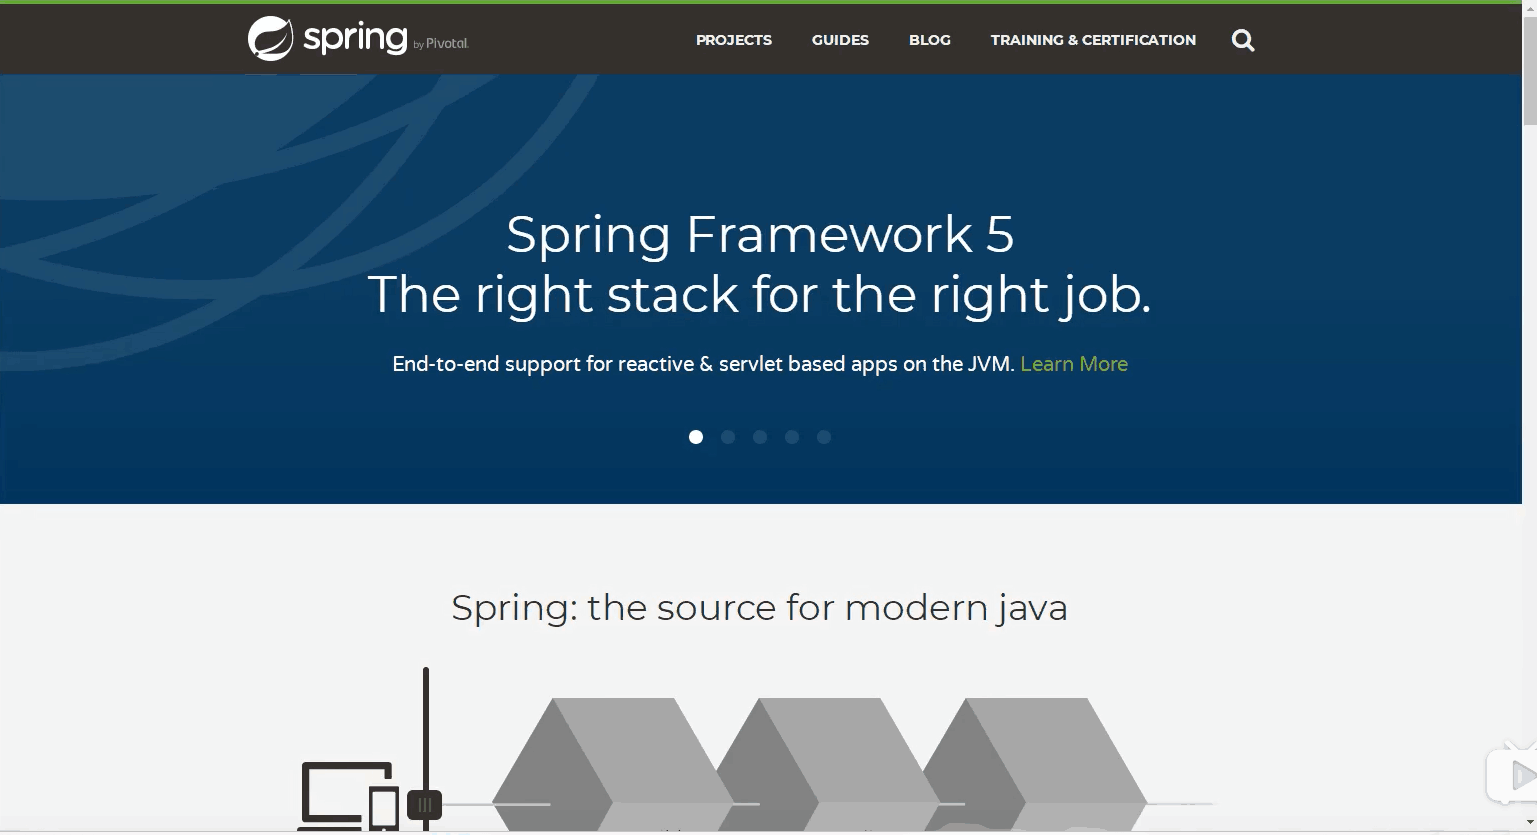 spring by Pivotal.
PROJECTS GUIDES BLOG TRAINING & CERTIFICATION
Spring Framework 5
The right stack for the right job.
End-to-end support for reactive & servlet based apps on the JVM. Learn More
Spring: the source for modern java